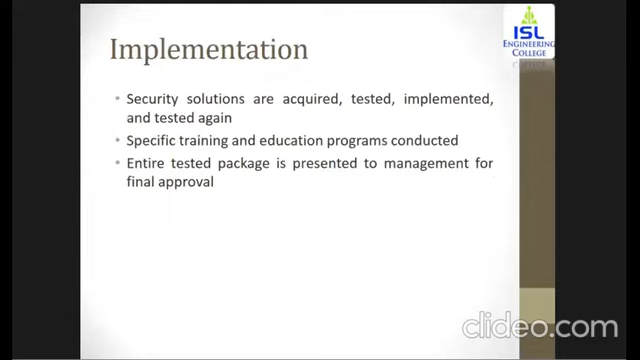 Implementation
ISL
ENGINEERING
COLLEGE
• Security solutions are acquired, tested, implemented,
and tested again
• Specific training and education programs conducted
• Entire tested package is presented to management for
final approval
clideo.com